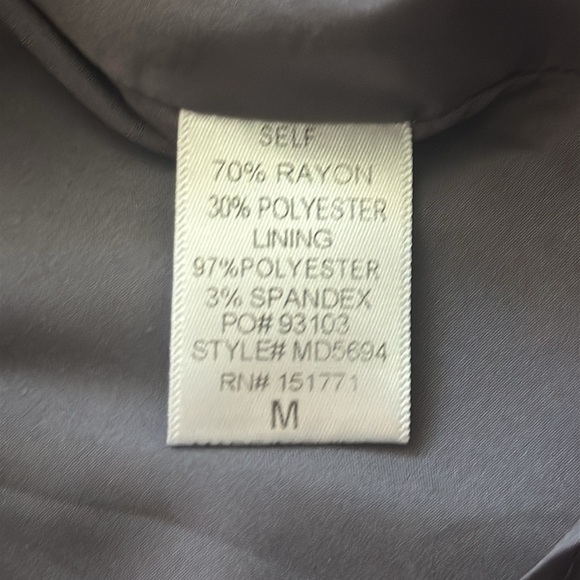 SELF
70% RAYON
30% POLYESTER
LINING
97%POLYESTER
3% SPANDEX
PO# 93103
STYLE# MD5694
RN# 151771
M